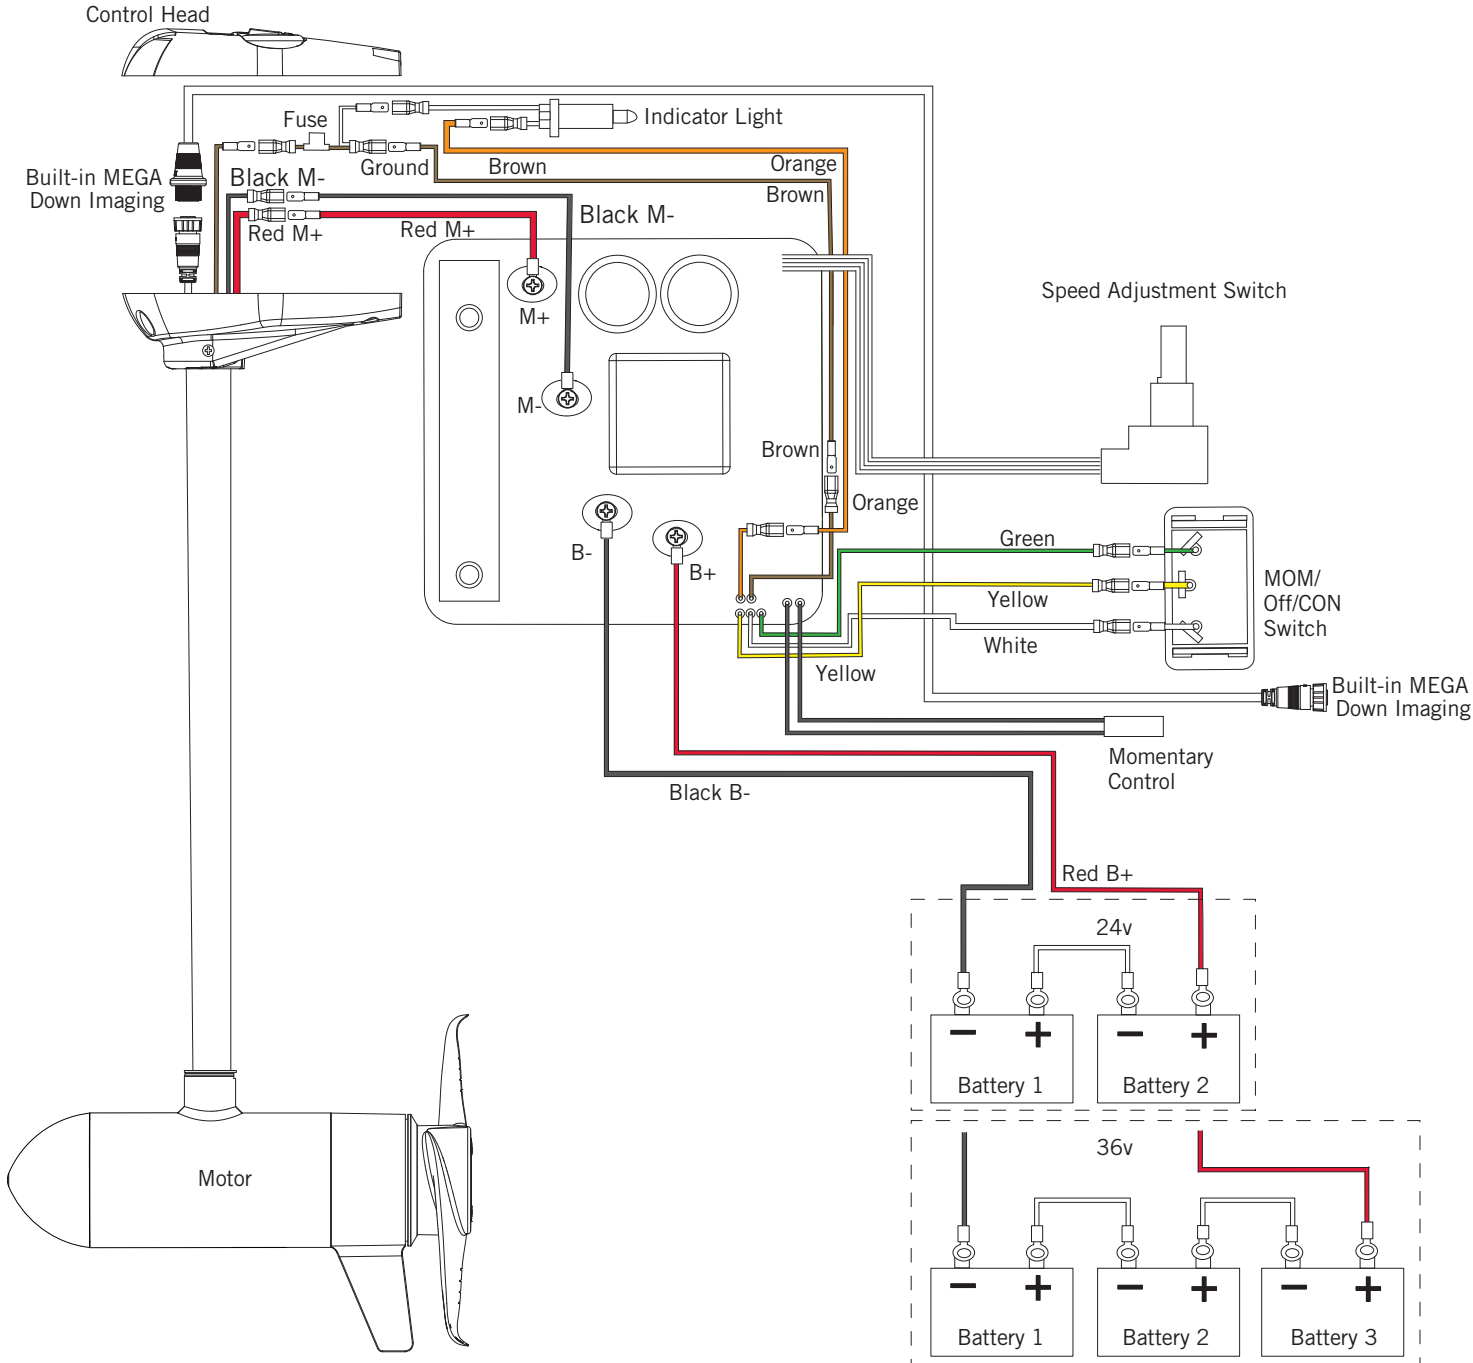 Control Head
Fuse
Indicator Light
Ground
Brown
Orange
Built-in MEGA
Down Imaging
Black M-
Brown
Black M-
Red M+
Red M+
M+
Speed Adjustment Switch
M-
Brown
Orange
B-
B+
Green
Yellow
MOM/
Off/CON
Switch
White
Yellow
Built-in MEGA
Down Imaging
Momentary
Control
Black B-
Red B+
24v
− + − +
Battery 1
Battery 2
36v
Motor
− + − + − +
Battery 1
Battery 2
Battery 3